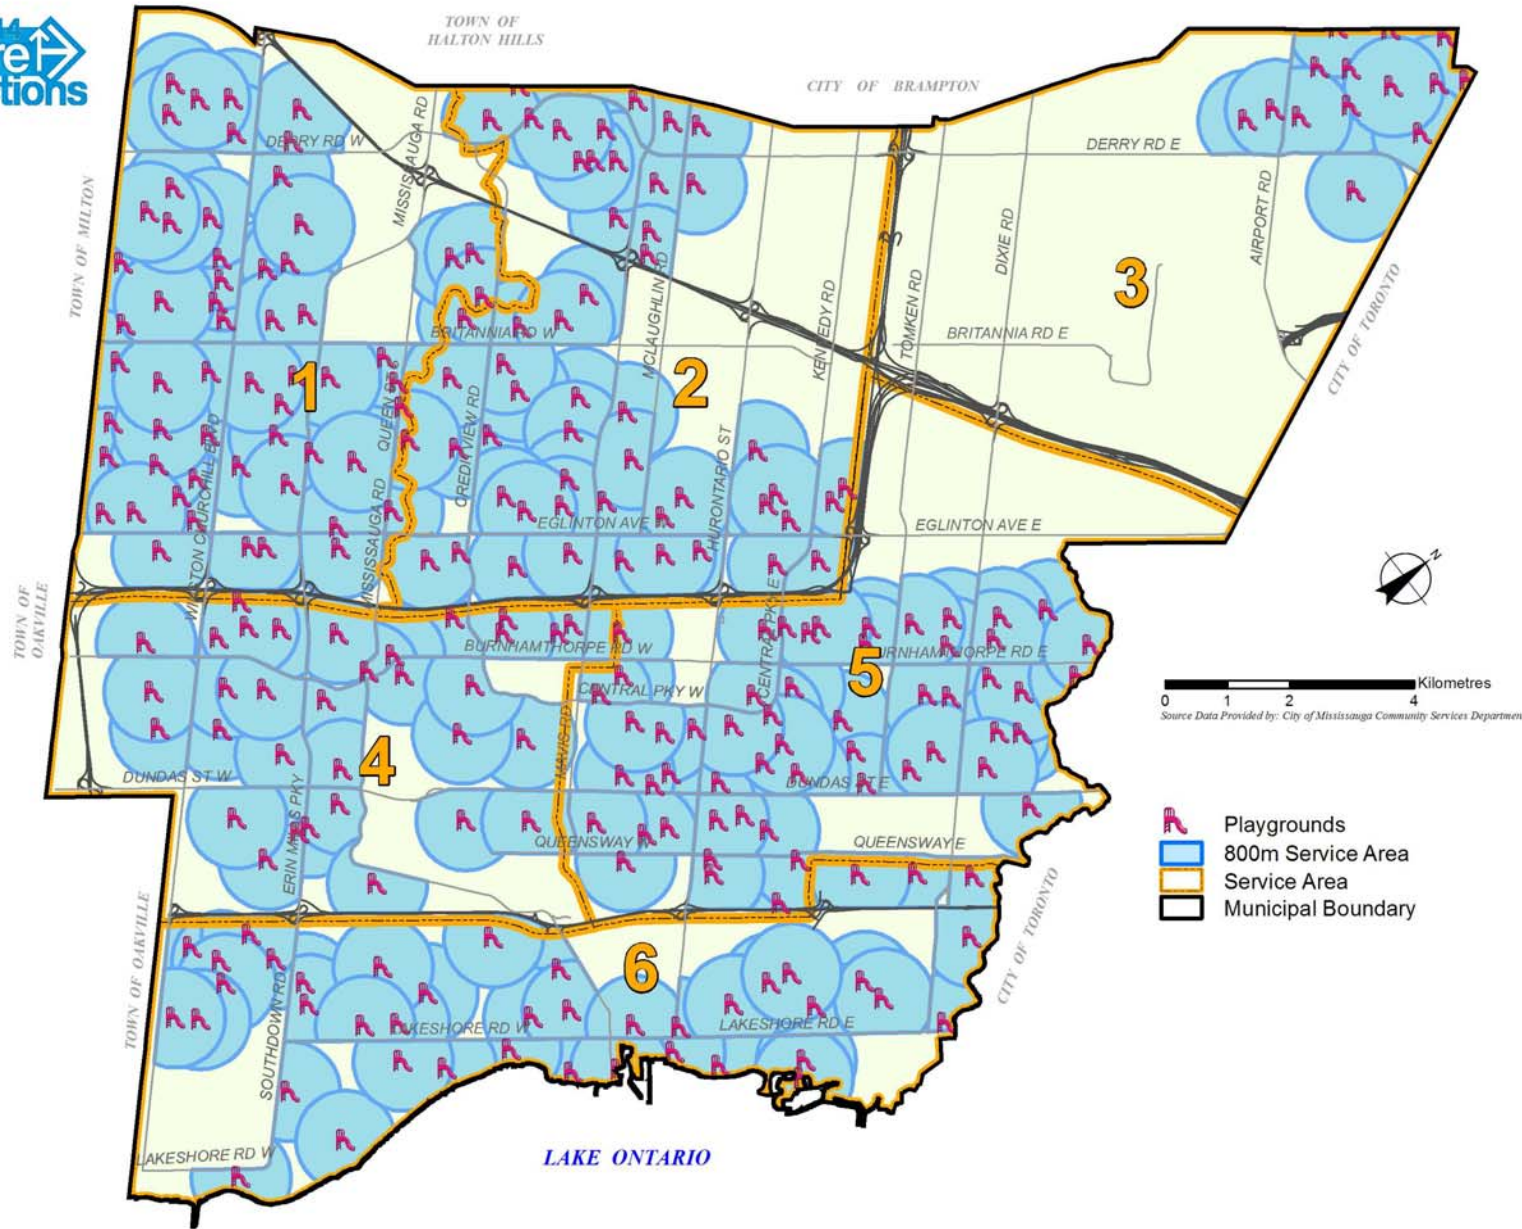 14
re
tions
TOWN OF
HALTON HILLS
CITY OF BRAMPTON
DERRY RD W
MISSISSAUGA RD
DERRY RD E
TOWN OF MILTON
MCLAUGHLIN RD
KENNEDY RD
TOMKEN RD
DIXIE RD
AIRPORT RD
3
CITY OF TORONTO
BRITANNIA RD W
BRITANNIA RD E
1
2
QUEEN
CREDITVIEW RD
WINSTON CHURCHILL BLVD
HURONTARIO ST
EGLINTON AVE W
EGLINTON AVE E
MISSISSAUGA RD
N
TOWN OF
OAKVILLE
BURNHAMTHORPE RD W
BURNHAMTHORPE RD E
CENTRAL PKY E
CENTRAL PKY W
5
Kilometres
0 1 2 4
Source Data Provided by: City of Mississauga Community Services Departmen
MAVIS RD
4
DUNDAS ST W
DUNDAS ST E
ERIN MILLS PKY
QUEENSWAY W
QUEENSWAY E
Playgrounds
800m Service Area
Service Area
Municipal Boundary
TOWN OF OAKVILLE
CITY OF TORONTO
6
SOUTHDOWN RD
LAKESHORE RD W
LAKESHORE RD E
LAKESHORE RD W
LAKE ONTARIO